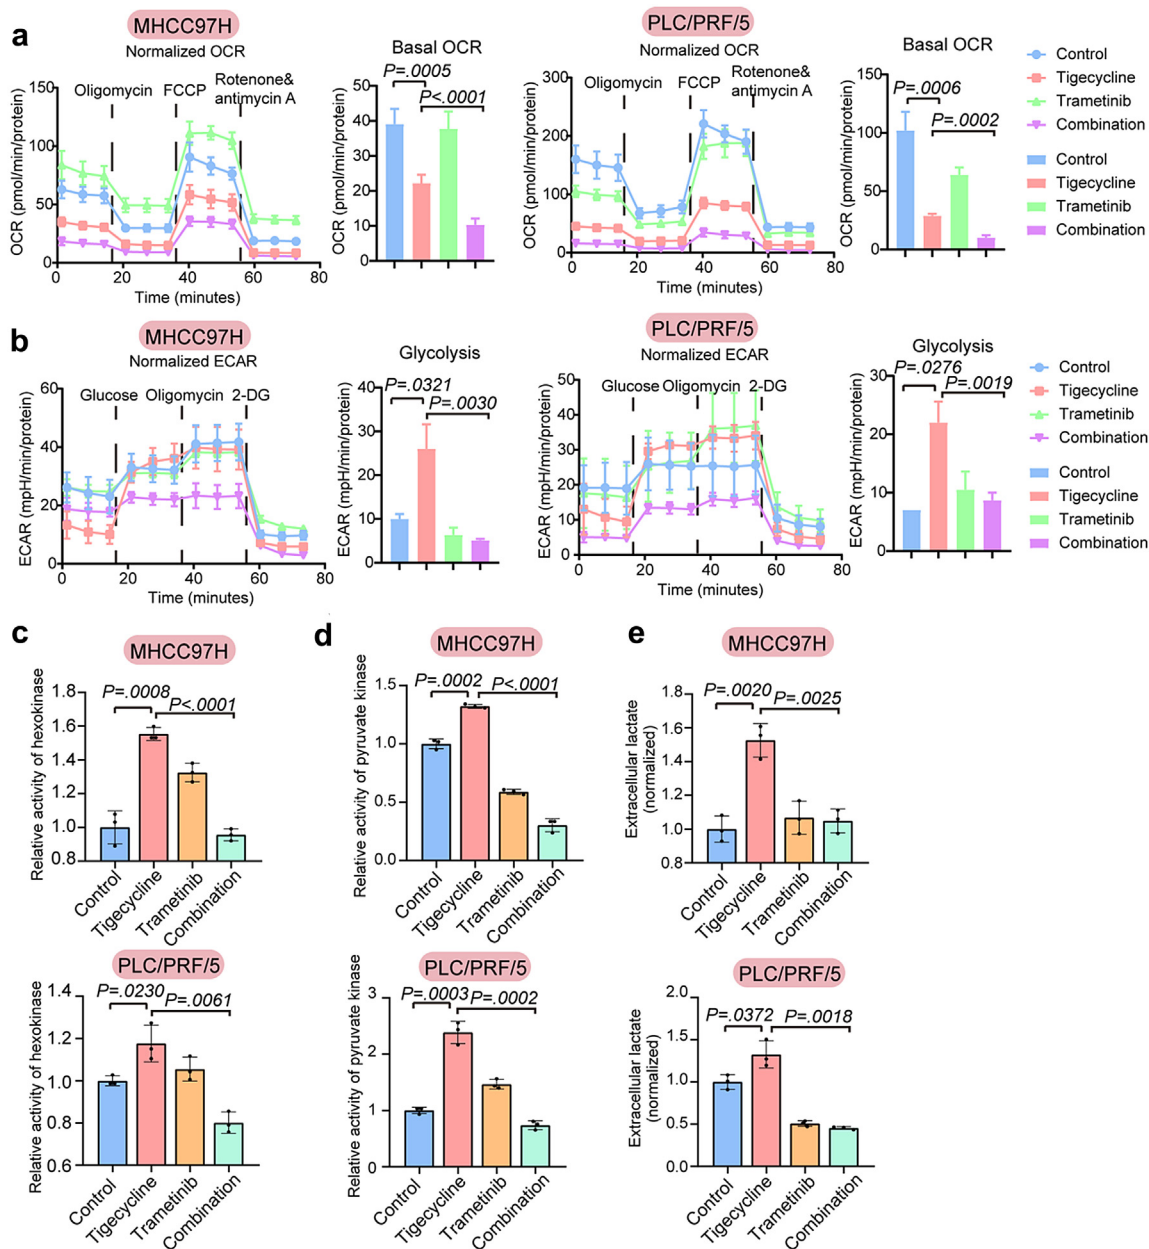 a
MHCC97H
Normalized OCR
OCR (pmol/min/protein)
150
100
50
0
Oligomycin
FCCP
Rotenone&
antimycin A
0 20 40 60 80
Time (minutes)
Basal OCR
P=.0005
P<.0001
OCR (pmol/min/protein)
50
40
30
20
10
0
PLC/PRF/5
Normalized OCR
OCR (pmol/min/protein)
300
200
100
0
Oligomycin
FCCP
Rotenone&
antimycin A
0 20 40 60 80
Time (minutes)
Basal OCR
P=.0006
P=.0002
OCR (pmol/min/protein)
150
100
50
0
Control
Tigecycline
Trametinib
Combination
Control
Tigecycline
Trametinib
Combination
b
MHCC97H
Normalized ECAR
ECAR (mpH/min/protein)
60
40
20
0
Glucose Oligomycin 2-DG
0 20 40 60 80
Time (minutes)
Glycolysis
P=.0321
P=.0030
ECAR (mpH/min/protein)
40
30
20
10
0
PLC/PRF/5
Normalized ECAR
ECAR (mpH/min/protein)
50
40
30
20
10
0
Glucose Oligomycin 2-DG
0 20 40 60 80
Time (minutes)
Glycolysis
P=.0276
P=.0019
ECAR (mpH/min/protein)
30
20
10
0
Control
Tigecycline
Trametinib
Combination
Control
Tigecycline
Trametinib
Combination
c
MHCC97H
Relative activity of hexokinase
1.8
1.6
1.4
1.2
1.0
0.8
P=.0008
P<.0001
Control
Tigecycline
Trametinib
Combination
PLC/PRF/5
Relative activity of hexokinase
1.4
1.2
1.0
0.8
0.6
P=.0230
P=.0061
Control
Tigecycline
Trametinib
Combination
d
MHCC97H
Relative activity of pyruvate kinase
1.5
1.0
0.5
0.0
P=.0002
P<.0001
Control
Tigecycline
Trametinib
Combination
PLC/PRF/5
Relative activity of pyruvate kinase
3
2
1
0
P=.0003
P=.0002
Control
Tigecycline
Trametinib
Combination
e
MHCC97H
Extracellular lactate
(normalized)
1.8
1.6
1.4
1.2
1.0
0.8
P=.0020
P=.0025
Control
Tigecycline
Trametinib
Combination
PLC/PRF/5
Extracellular lactate
(normalized)
2.0
1.5
1.0
0.5
0.0
P=.0372
P=.0018
Control
Tigecycline
Trametinib
Combination